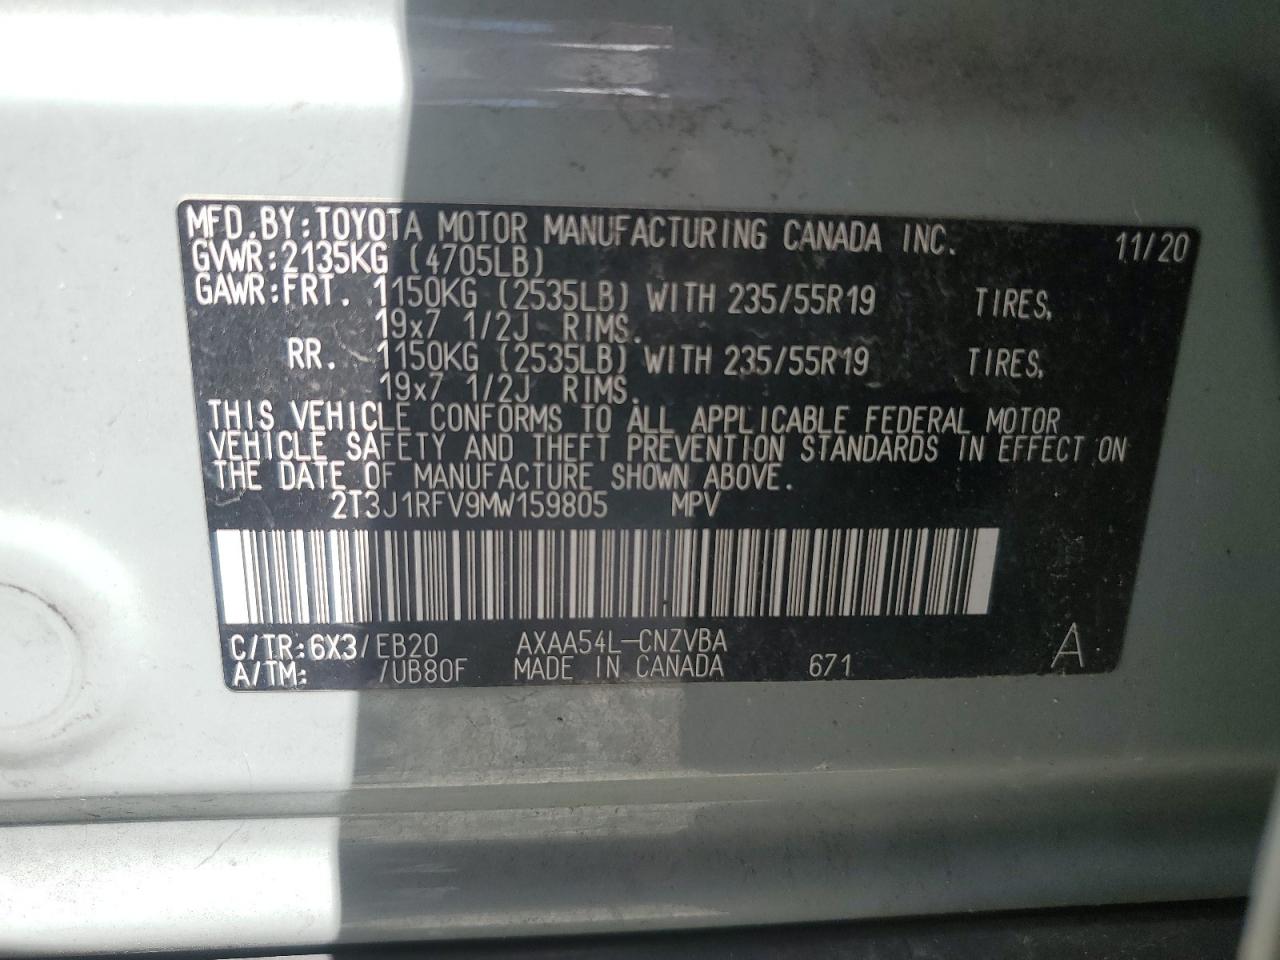 MFD.BY:TOYOTA MOTOR MANUFACTURING CANADA INC. 11/20
GVWR:2135KG (4705LB)
GAWR:FRT. 1150KG (2535LB) WITH 235/55R19 TIRES,
19x7 1/2J RIMS.
RR. 1150KG (2535LB) WITH 235/55R19 TIRES,
19x7 1/2J RIMS.
THIS VEHICLE CONFORMS TO ALL APPLICABLE FEDERAL MOTOR
VEHICLE SAFETY AND THEFT PREVENTION STANDARDS IN EFFECT ON
THE DATE OF MANUFACTURE SHOWN ABOVE.
2T3J1RFV9MW159805 MPV
C/TR:6X3/EB20 AXAA54L-CNZVBA
A/TM: /UB80F MADE IN CANADA 671 A